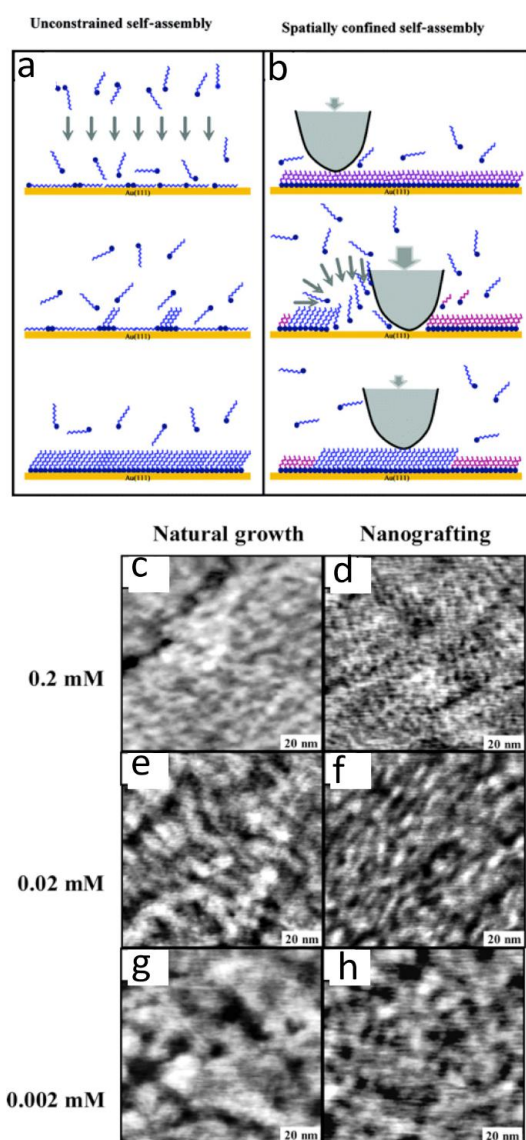 Unconstrained self-assembly
Spatially confined self-assembly
a
b
Au(111)
Au(111)
Au(111)
Au(111)
Au(111)
Au(111)
Natural growth
Nanografting
c
d
0.2 mM
20 nm
20 nm
e
f
0.02 mM
20 nm
20 nm
g
h
0.002 mM
20 nm
20 nm